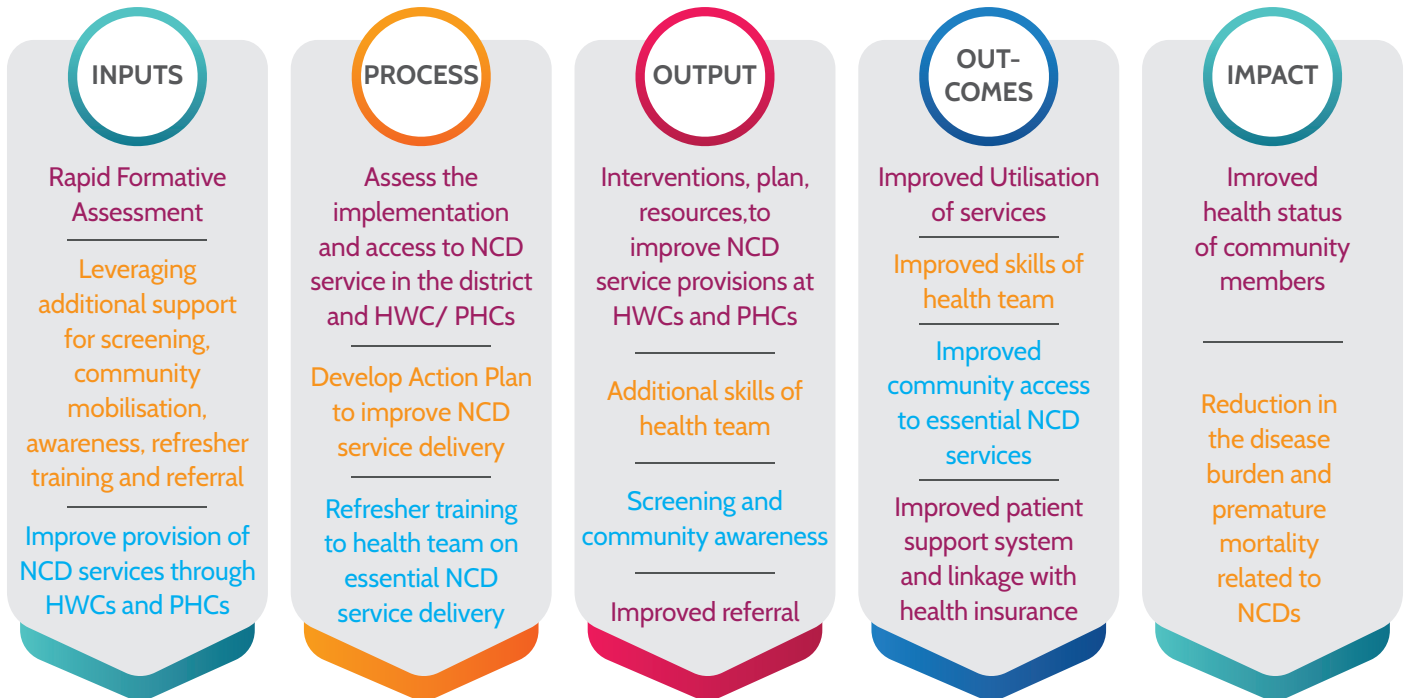 INPUTS
Rapid Formative
Assessment
Leveraging
additional support
for screening,
community
mobilisation,
awareness, refresher
training and referral
Improve provision of
NCD services through
HWCs and PHCs
PROCESS
Assess the
implementation
and access to NCD
service in the district
and HWC/ PHCs
Develop Action Plan
to improve NCD
service delivery
Refresher training
to health team on
essential NCD
service delivery
OUTPUT
Interventions, plan,
resources,to
improve NCD
service provisions at
HWCs and PHCs
Additional skills of
health team
Screening and
community awareness
Improved referral
OUT-
COMES
Improved Utilisation
of services
Improved skills of
health team
Improved
community access
to essential NCD
services
Improved patient
support system
and linkage with
health insurance
IMPACT
Imroved
health status
of community
members
Reduction in
the disease
burden and
premature
mortality
related to
NCDs